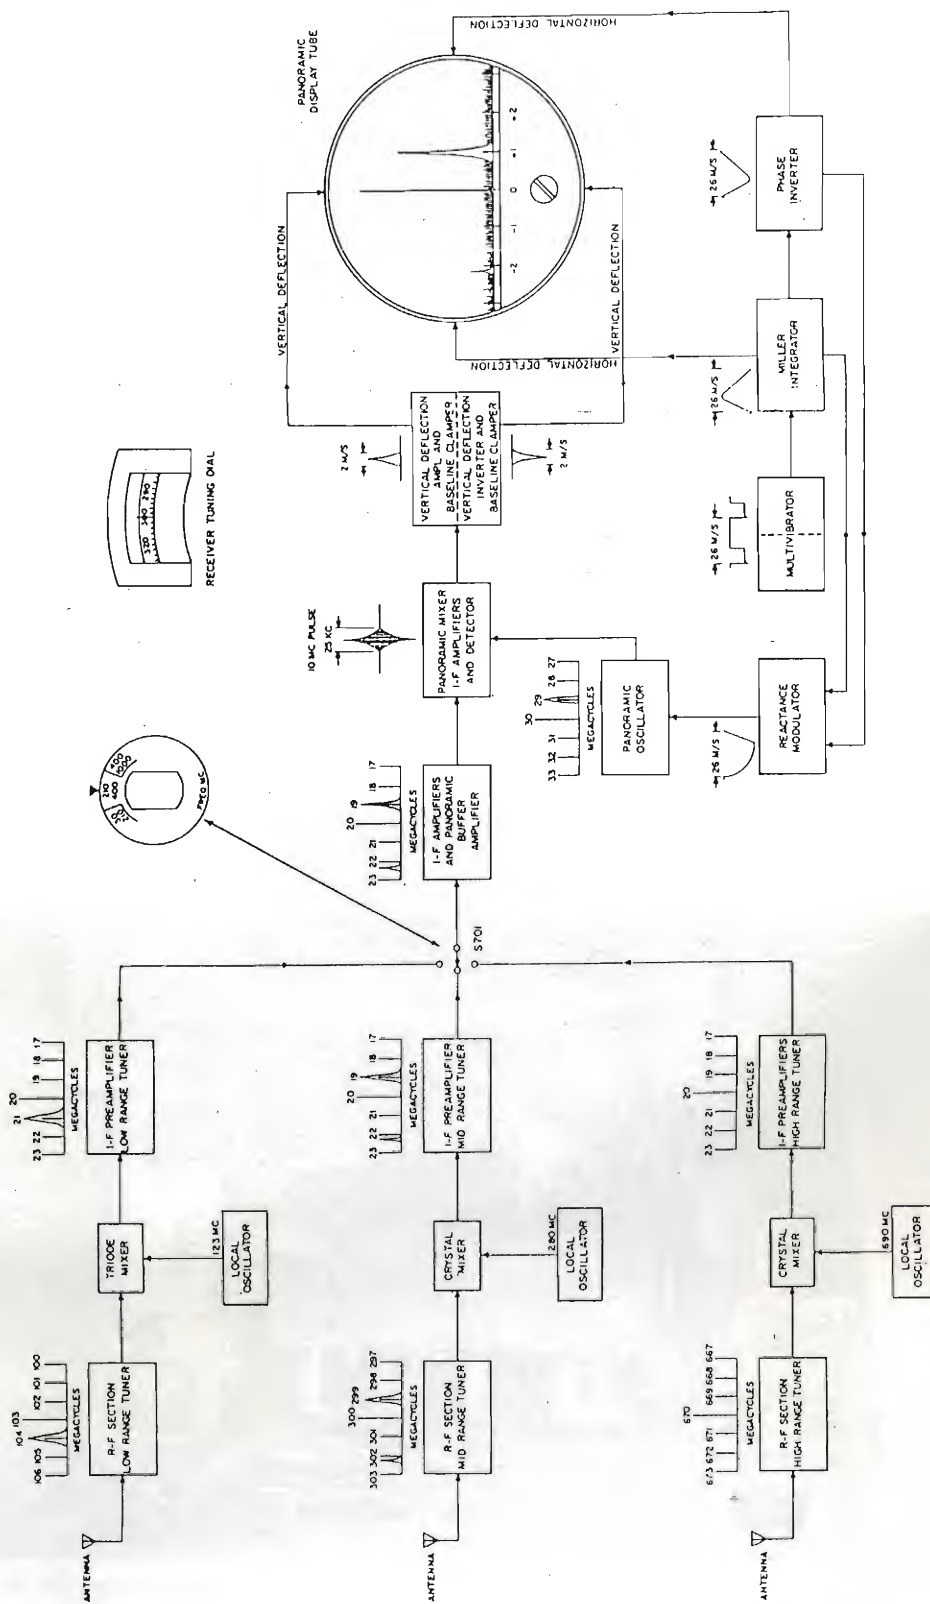 ANTENNA
106 105 104 103 102 101 100
MEGACYCLES
R-F SECTION
LOW RANGE TUNER
TRIODE
MIXER
123 MC
LOCAL
OSCILLATOR
23 22 21 20 19 18 17
MEGACYCLES
I-F PREAMPLIFIER
LOW RANGE TUNER
ANTENNA
303 302 301 300 299 298 297
MEGACYCLES
R-F SECTION
MID RANGE TUNER
CRYSTAL
MIXER
280 MC
LOCAL
OSCILLATOR
23 22 21 20 19 18 17
MEGACYCLES
I-F PREAMPLIFIER
MID RANGE TUNER
ANTENNA
673 672 671 670 669 668 667
MEGACYCLES
R-F SECTION
HIGH RANGE TUNER
CRYSTAL
MIXER
690 MC
LOCAL
OSCILLATOR
23 22 21 20 19 18 17
MEGACYCLES
I-F PREAMPLIFIERS
HIGH RANGE TUNER
S701
210
400
400
1000
FREQ MC
23 22 21 20 19 18 17
MEGACYCLES
I-F AMPLIFIERS
AND PANORAMIC
BUFFER
AMPLIFIER
RECEIVER TUNING DIAL
320 300 280
10 MC PULSE
25 KC
PANORAMIC MIXER
I-F AMPLIFIERS
AND DETECTOR
33 32 31 30 29 28 27
MEGACYCLES
PANORAMIC
OSCILLATOR
26 M/S
REACTANCE
MODULATOR
26 M/S
MULTIVIBRATOR
26 M/S
MILLER
INTEGRATOR
26 M/S
PHASE
INVERTER
2 M/S
VERTICAL DEFLECTION
AMPL AND
BASELINE CLAMPER
VERTICAL DEFLECTION
INVERTER AND
BASELINE CLAMPER
2 M/S
VERTICAL DEFLECTION
VERTICAL DEFLECTION
HORIZONTAL DEFLECTION
HORIZONTAL DEFLECTION
PANORAMIC
DISPLAY TUBE
-2 -1 0 +1 +2